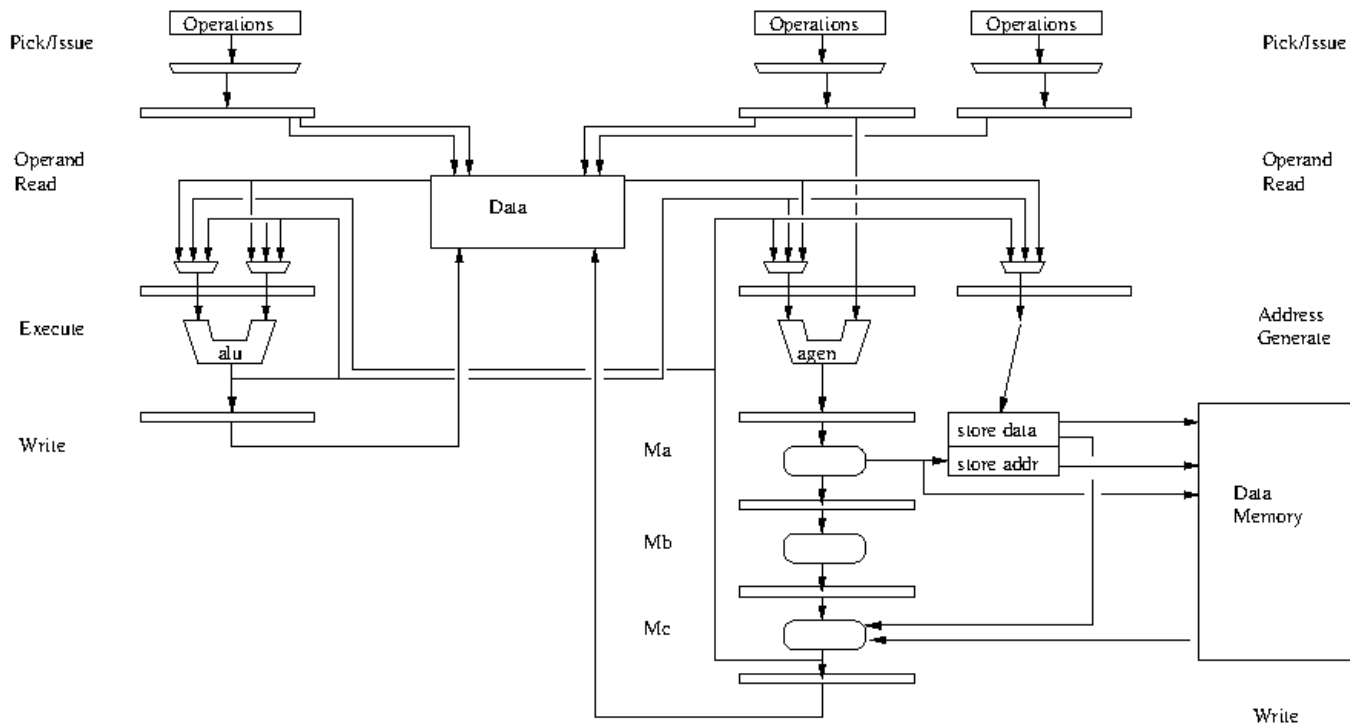 Operations
Operations
Operations
Pick/Issue
Pick/Issue
Operand
Read
Operand
Read
Data
Execute
Address
Generate
alu
agen
Write
Ma
store data
store addr
Data
Memory
Mb
Mc
Write